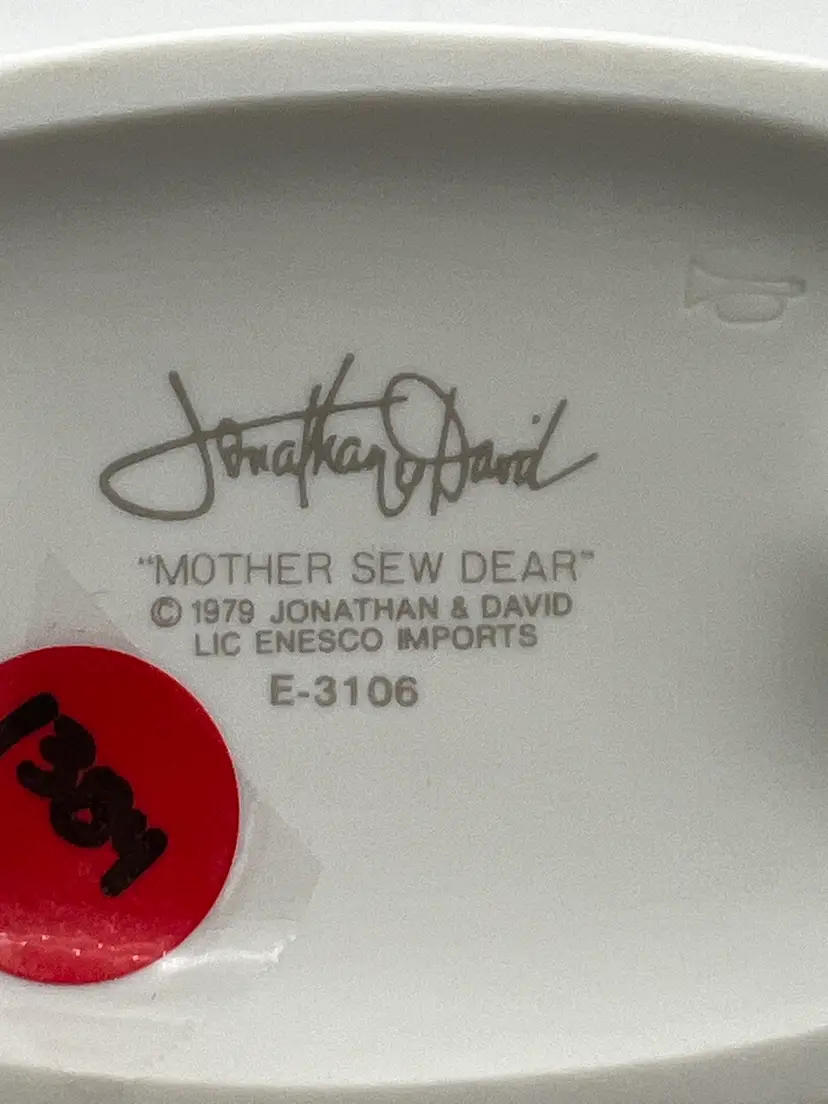 Jonathan & David
"MOTHER SEW DEAR"
© 1979 JONATHAN & DAVID
LIC ENESCO IMPORTS
E-3106